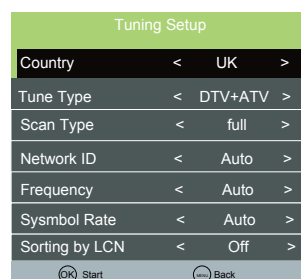 Tuning Setup
Country < UK >
Tune Type < DTV+ATV >
Scan Type < full >
Network ID < Auto >
Frequency < Auto >
Sysmbol Rate < Auto >
Sorting by LCN < Off >
OK Start MENU Back